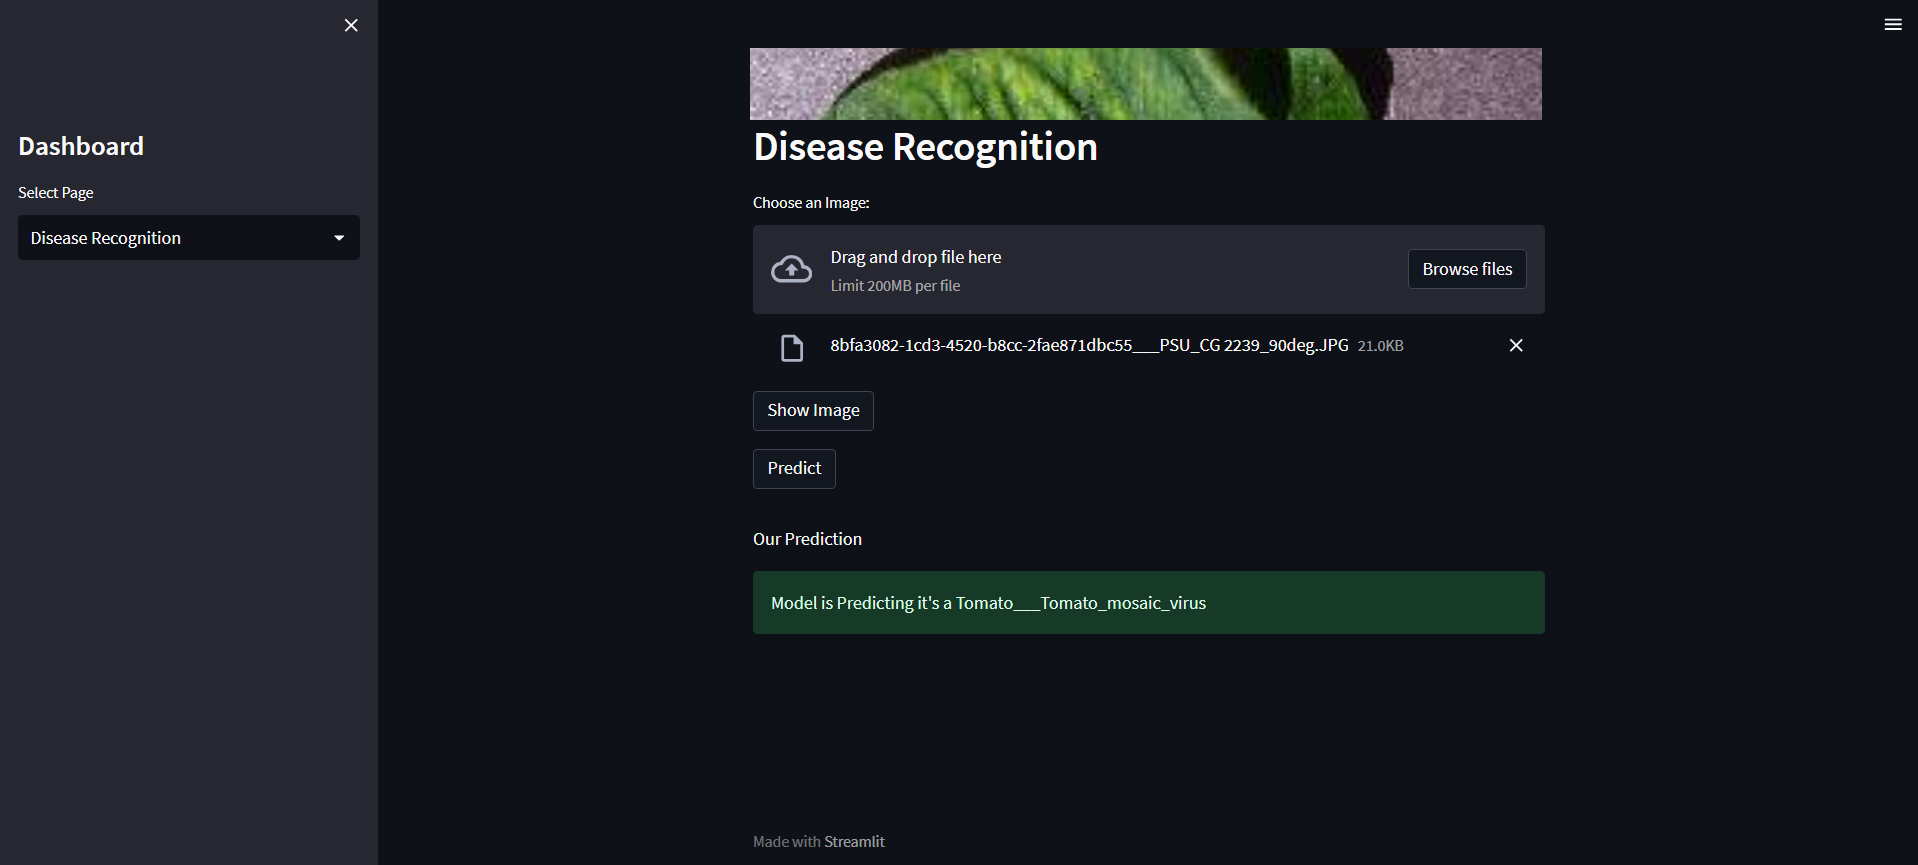 Dashboard
Select Page
Disease Recognition
Disease Recognition
Choose an Image:
Drag and drop file here
Limit 200MB per file
Browse files
8bfa3082-1cd3-4520-b8cc-2fae871dbc55___PSU_CG 2239_90deg.JPG 21.0KB
Show Image
Predict
Our Prediction
Model is Predicting it's a Tomato___Tomato_mosaic_virus
Made with Streamlit